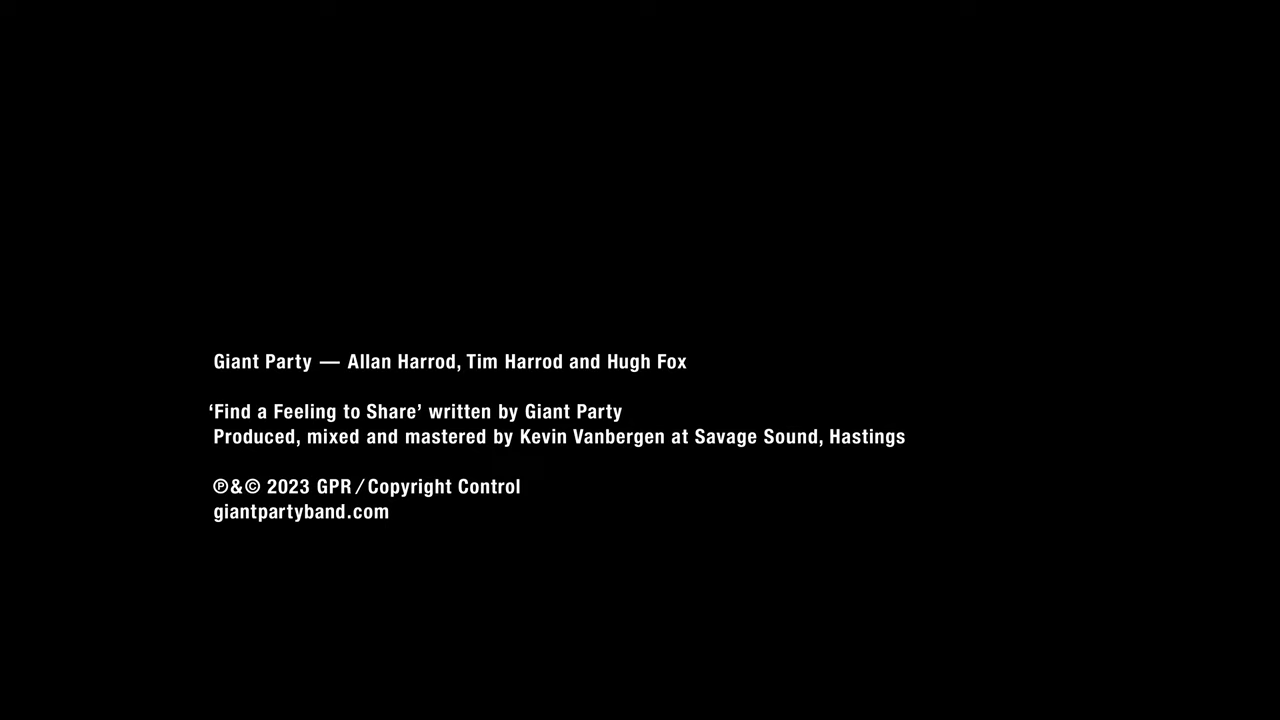 Giant Party — Allan Harrod, Tim Harrod and Hugh Fox
‘Find a Feeling to Share’ written by Giant Party
Produced, mixed and mastered by Kevin Vanbergen at Savage Sound, Hastings
℗&© 2023 GPR/Copyright Control
giantpartyband.com